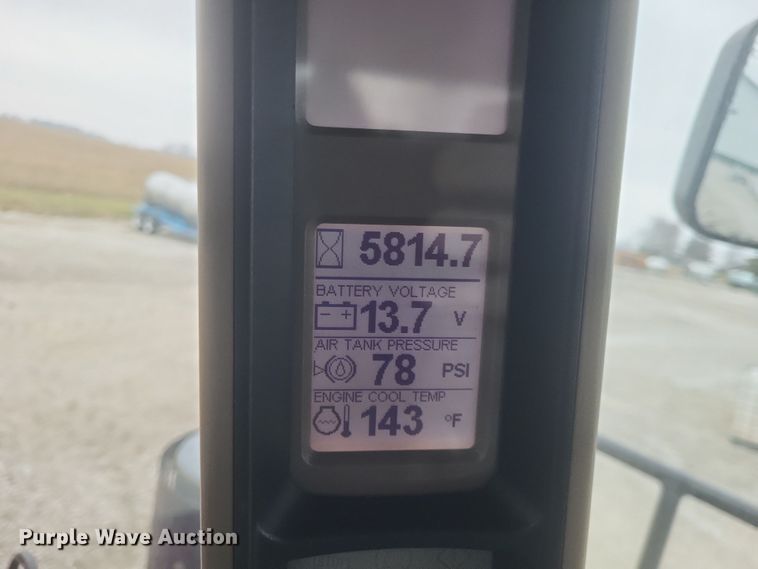 5814.7
BATTERY VOLTAGE
- + 13.7 V
AIR TANK PRESSURE
78 PSI
ENGINE COOL TEMP
143 °F
Purple Wave Auction